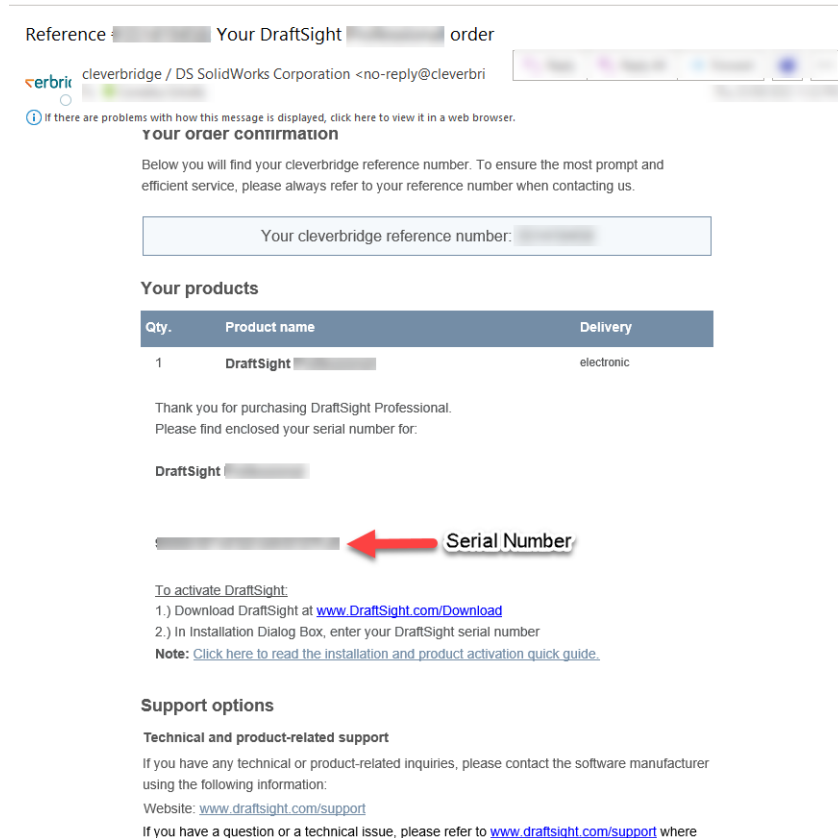 Reference Your DraftSight order
cleverbridge / DS SolidWorks Corporation <no-reply@cleverbri
If there are problems with how this message is displayed, click here to view it in a web browser.
Your order confirmation
Below you will find your cleverbridge reference number. To ensure the most prompt and
efficient service, please always refer to your reference number when contacting us.
Your cleverbridge reference number:
Your products
Qty. Product name Delivery
1 DraftSight electronic
Thank you for purchasing DraftSight Professional.
Please find enclosed your serial number for:
DraftSight
Serial Number
To activate DraftSight:
1.) Download DraftSight at www.DraftSight.com/Download
2.) In Installation Dialog Box, enter your DraftSight serial number
Note: Click here to read the installation and product activation quick guide.
Support options
Technical and product-related support
If you have any technical or product-related inquiries, please contact the software manufacturer
using the following information:
Website: www.draftsight.com/support
If you have a question or a technical issue, please refer to www.draftsight.com/support where